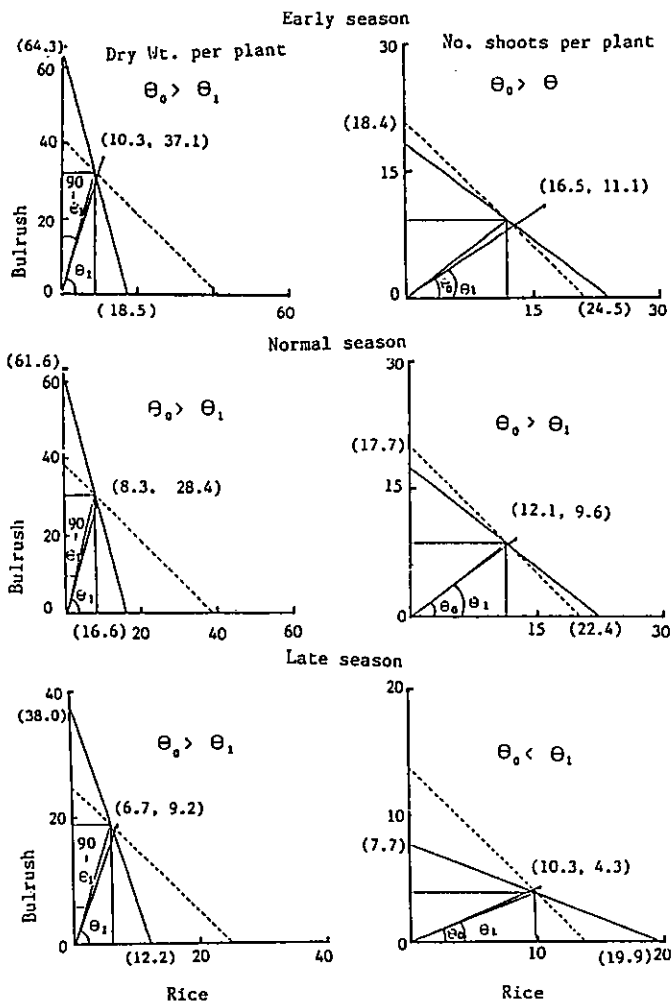 Early season
Dry Wt. per plant
No. shoots per plant
(64.3)
60
40
20
0
Bulrush
θ₀ > θ₁
(10.3, 37.1)
90
-
θ₁
(18.5)
60
θ₀ > θ
(18.4)
15
0
(16.5, 11.1)
θ₁
15
(24.5)
30
Normal season
(61.6)
60
40
20
0
Bulrush
θ₀ > θ₁
(8.3, 28.4)
90
-
θ₁
(16.6)
20
40
60
30
θ₀ > θ₁
(17.7)
15
0
(12.1, 9.6)
θ₀
θ₁
15
(22.4)
30
Late season
40
(38.0)
20
0
Bulrush
θ₀ > θ₁
(6.7, 9.2)
90
-
θ₁
(12.2)
20
40
Rice
20
θ₀ < θ₁
10
(7.7)
0
(10.3, 4.3)
θ₀
θ₁
10
(19.9)
20
Rice